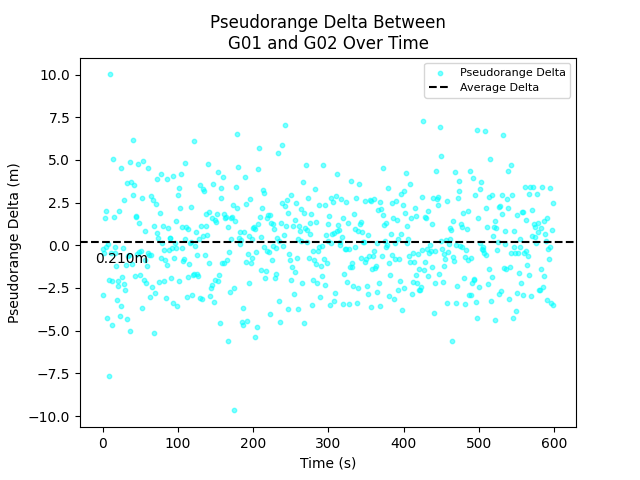 Pseudorange Delta Between
G01 and G02 Over Time
Pseudorange Delta
Average Delta
Pseudorange Delta (m)
10.0
7.5
5.0
2.5
0.0
−2.5
−5.0
−7.5
−10.0
0.210m
0 100 200 300 400 500 600
Time (s)